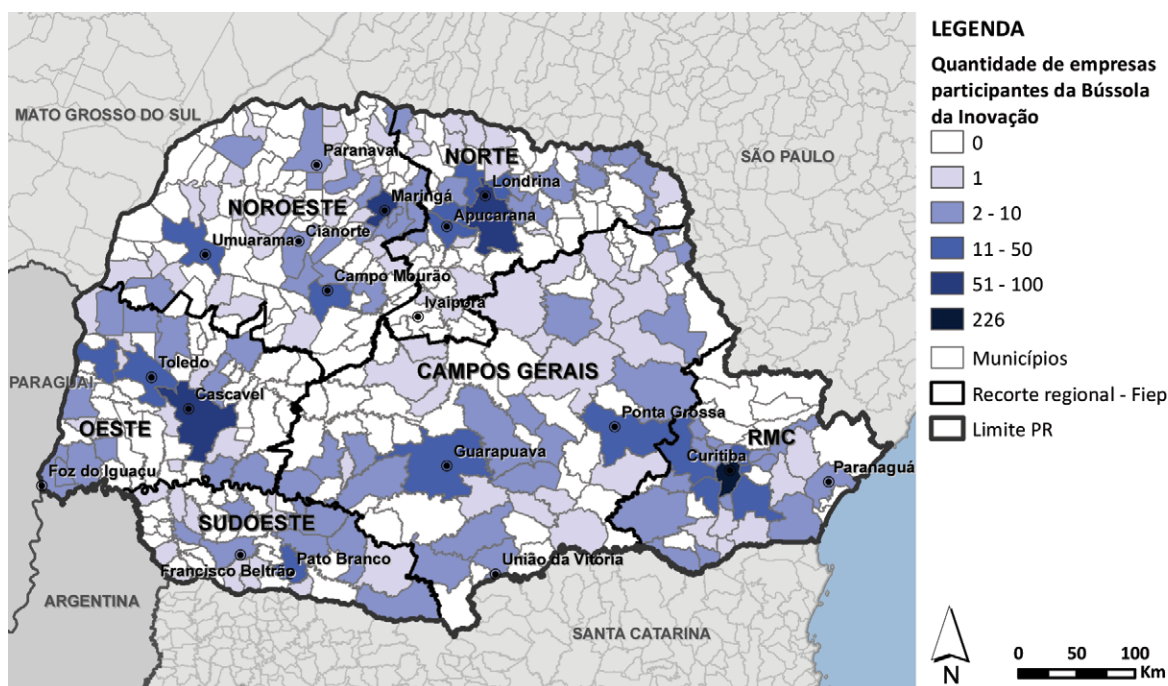 MATO GROSSO DO SUL
SÃO PAULO
NORTE
Paranavaí
Londrina
Maringá
NOROESTE
Apucarana
Cianorte
Umuarama
Campo Mourão
Ivaiporã
Toledo
PARAGUAI
CAMPOS GERAIS
Cascavel
Ponta Grossa
OESTE
RMC
Guarapuava
Curitiba
Foz do Iguaçu
Paranaguá
SUDOESTE
Pato Branco
União da Vitória
Francisco Beltrão
ARGENTINA
SANTA CATARINA
LEGENDA
Quantidade de empresas
participantes da Bússola
da Inovação
0
1
2 - 10
11 - 50
51 - 100
226
Municípios
Recorte regional - Fiep
Limite PR
N
0 50 100
Km